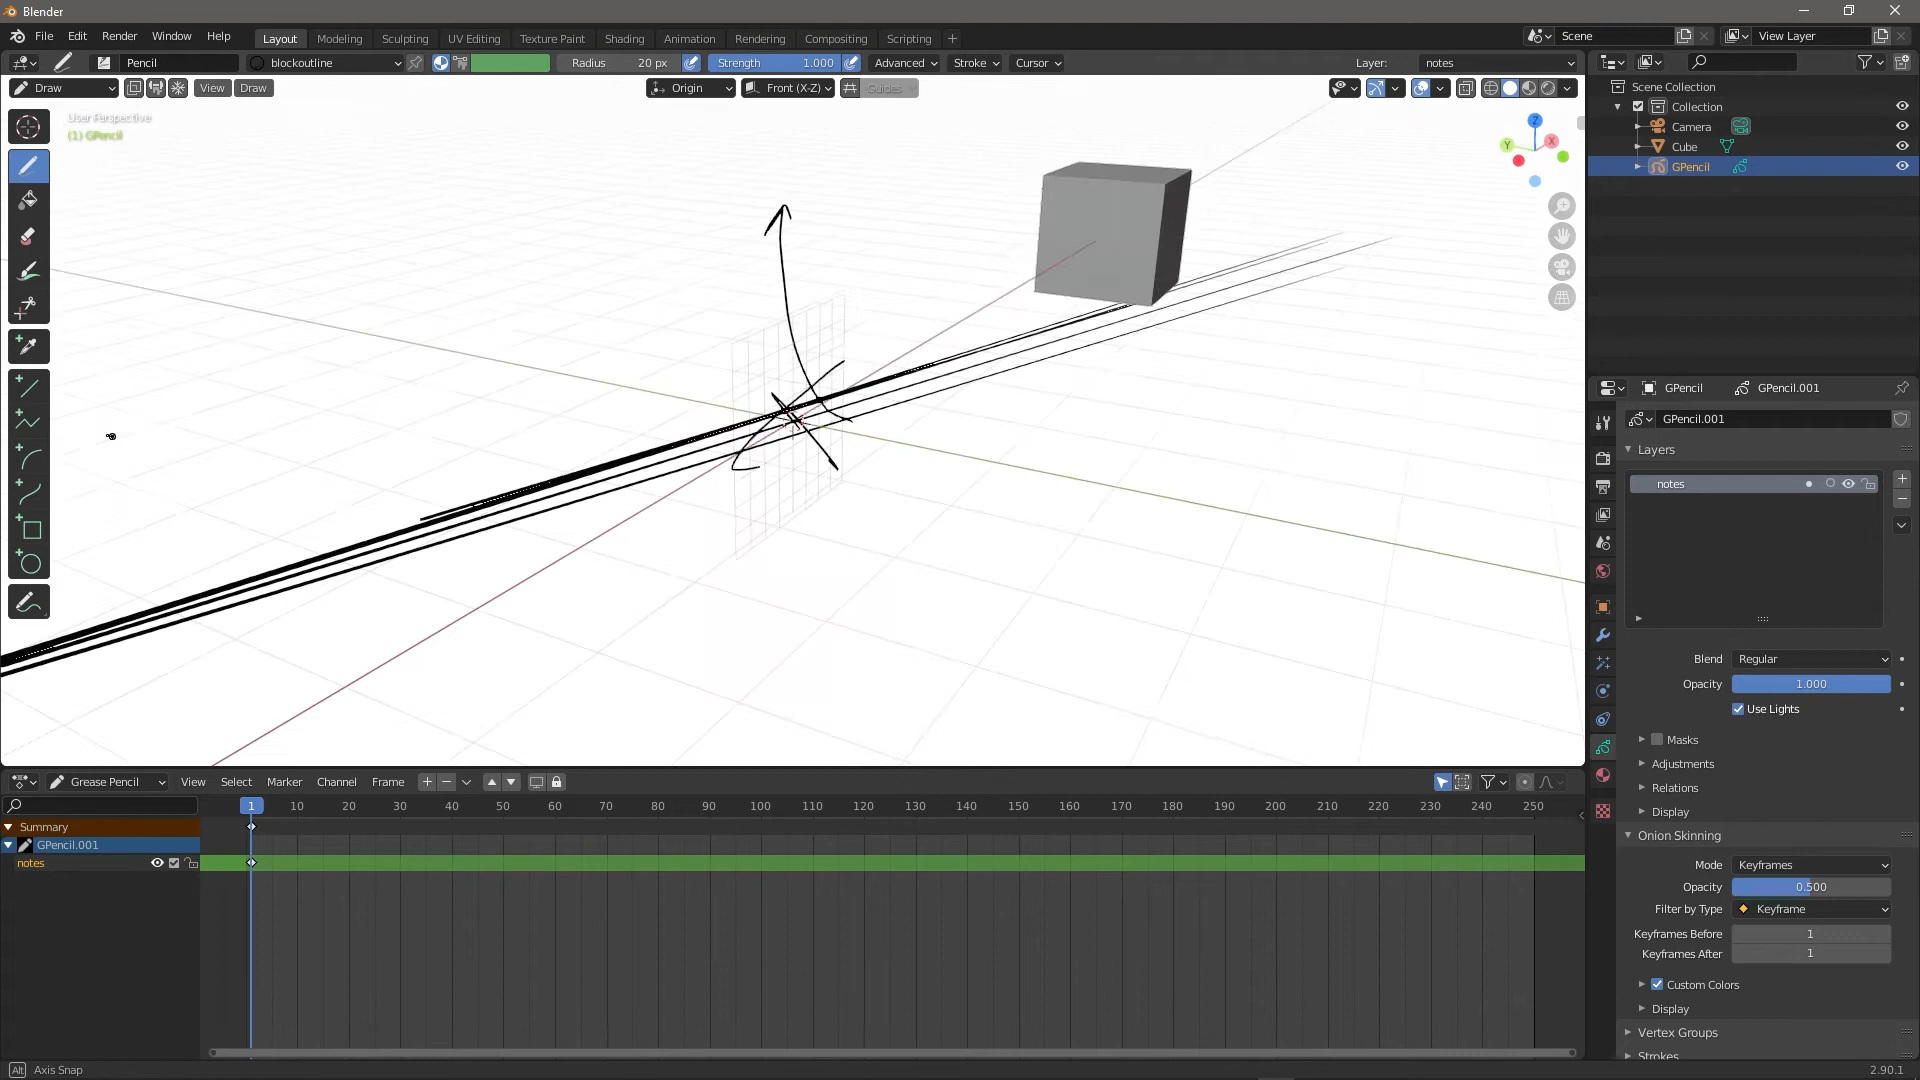 Blender
File Edit Render Window Help
Layout Modeling Sculpting UV Editing Texture Paint Shading Animation Rendering Compositing Scripting
Scene View Layer
Pencil blockoutline Radius 20 px Strength 1.000 Advanced Stroke Cursor Layer: notes
Draw View Draw Origin Front (X-Z) Guides
User Perspective
(1) GPencil
Z
Y X
Scene Collection
Collection
Camera
Cube
GPencil
GPencil GPencil.001
GPencil.001
Layers
notes
Blend Regular
Opacity 1.000
Use Lights
Masks
Adjustments
Relations
Display
Onion Skinning
Mode Keyframes
Opacity 0.500
Filter by Type Keyframe
Keyframes Before 1
Keyframes After 1
Custom Colors
Display
Vertex Groups
Strokes
Grease Pencil View Select Marker Channel Frame
1 10 20 30 40 50 60 70 80 90 100 110 120 130 140 150 160 170 180 190 200 210 220 230 240 250
Summary
GPencil.001
notes
Alt Axis Snap 2.90.1